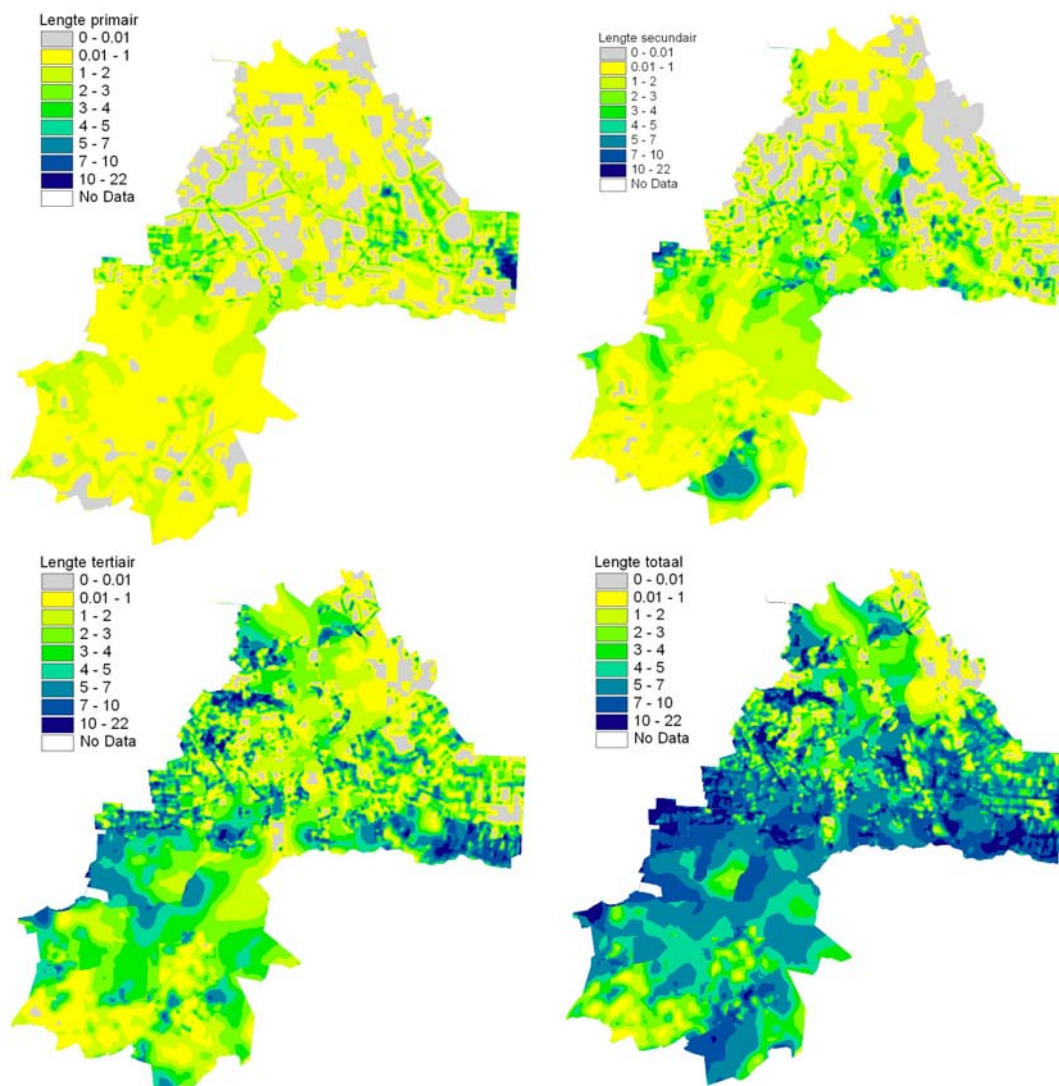 Lengte primair
0 - 0.01
0.01 - 1
1 - 2
2 - 3
3 - 4
4 - 5
5 - 7
7 - 10
10 - 22
No Data
Lengte secundair
0 - 0.01
0.01 - 1
1 - 2
2 - 3
3 - 4
4 - 5
5 - 7
7 - 10
10 - 22
No Data
Lengte tertiair
0 - 0.01
0.01 - 1
1 - 2
2 - 3
3 - 4
4 - 5
5 - 7
7 - 10
10 - 22
No Data
Lengte totaal
0 - 0.01
0.01 - 1
1 - 2
2 - 3
3 - 4
4 - 5
5 - 7
7 - 10
10 - 22
No Data